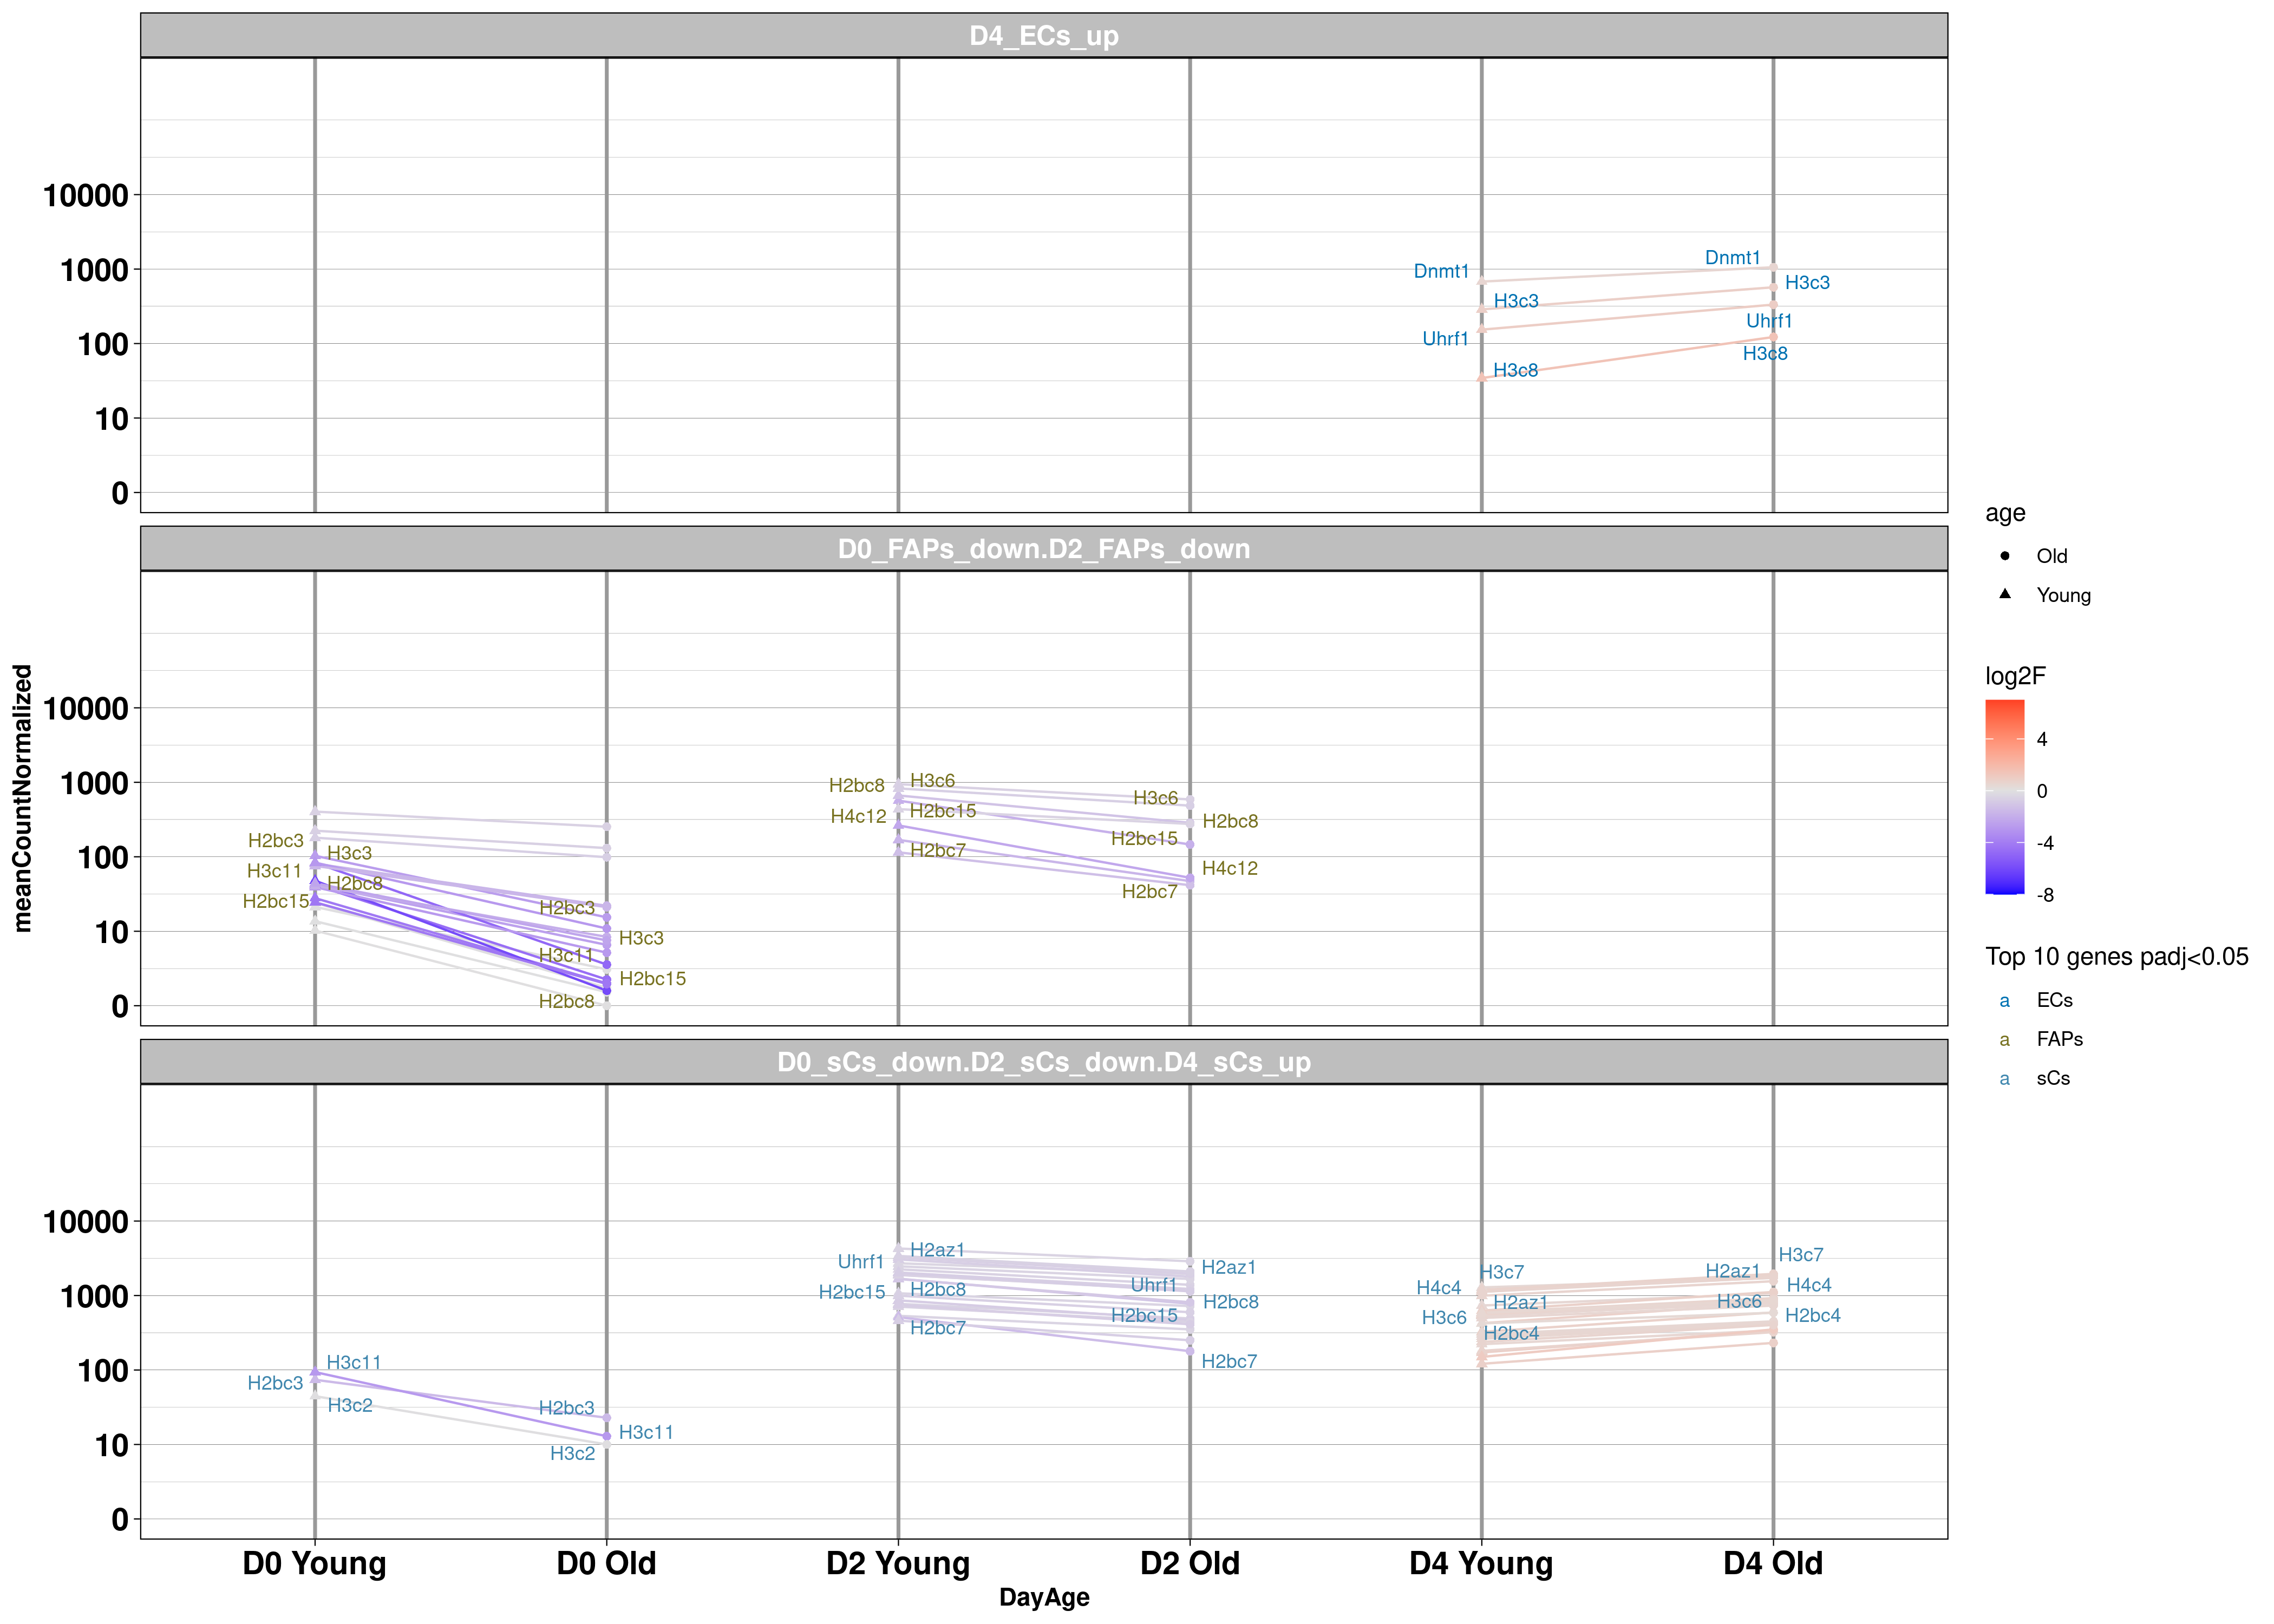 D4_ECs_up
10000
1000
100
10
0
Dnmt1
H3c3
Uhrf1
H3c8
Dnmt1
H3c3
Uhrf1
H3c8
D0_FAPs_down.D2_FAPs_down
10000
1000
100
10
0
H2bc3
H3c3
H3c11
H2bc8
H2bc15
H2bc3
H3c3
H3c11
H2bc15
H2bc8
H2bc8
H3c6
H2bc15
H4c12
H2bc7
H3c6
H2bc8
H2bc15
H4c12
H2bc7
D0_sCs_down.D2_sCs_down.D4_sCs_up
10000
1000
100
10
0
H3c11
H2bc3
H3c2
H2bc3
H3c11
H3c2
H2az1
Uhrf1
H2bc8
H2bc15
H2bc7
H2az1
Uhrf1
H2bc8
H2bc15
H2bc7
H3c7
H4c4
H2az1
H3c6
H2bc4
H3c7
H2az1
H4c4
H3c6
H2bc4
D0 Young
D0 Old
D2 Young
D2 Old
D4 Young
D4 Old
DayAge
meanCountNormalized
age
Old
Young
log2F
4
0
-4
-8
Top 10 genes padj<0.05
a ECs
a FAPs
a sCs